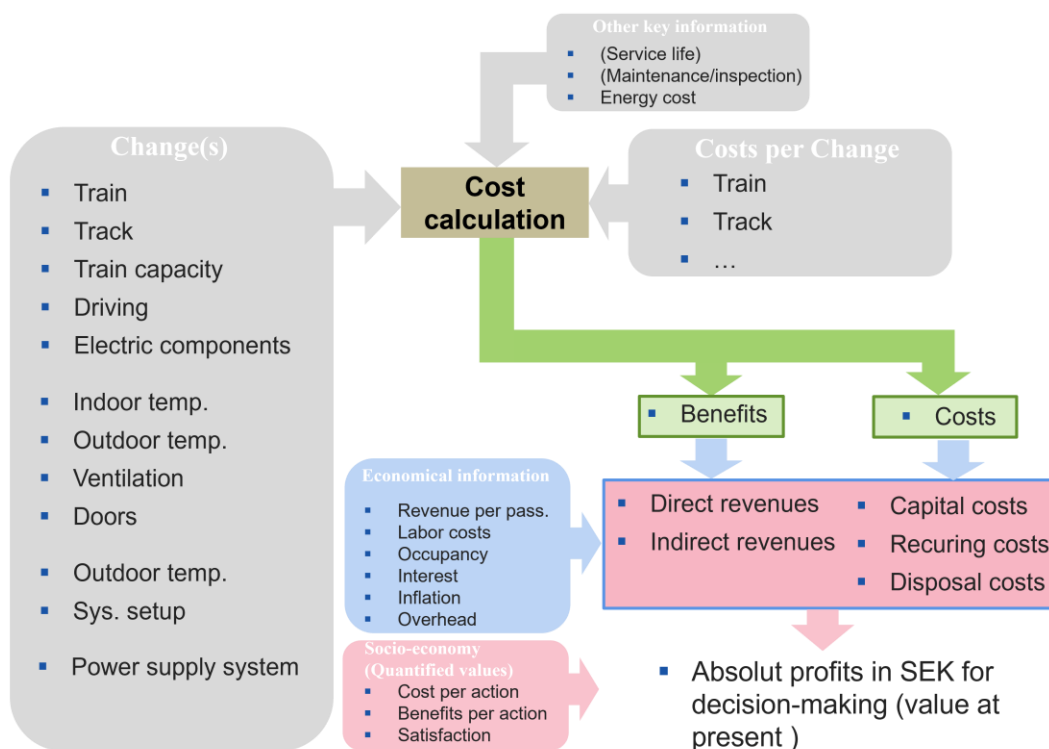 Other key information
(Service life)
(Maintenance/inspection)
Energy cost
Change(s)
Train
Track
Train capacity
Driving
Electric components
Indoor temp.
Outdoor temp.
Ventilation
Doors
Outdoor temp.
Sys. setup
Power supply system
Cost
calculation
Costs per Change
Train
Track
…
Benefits
Costs
Economical information
Revenue per pass.
Labor costs
Occupancy
Interest
Inflation
Overhead
Direct revenues
Indirect revenues
Capital costs
Recuring costs
Disposal costs
Socio-economy
(Quantified values)
Cost per action
Benefits per action
Satisfaction
Absolut profits in SEK for
decision-making (value at
present )